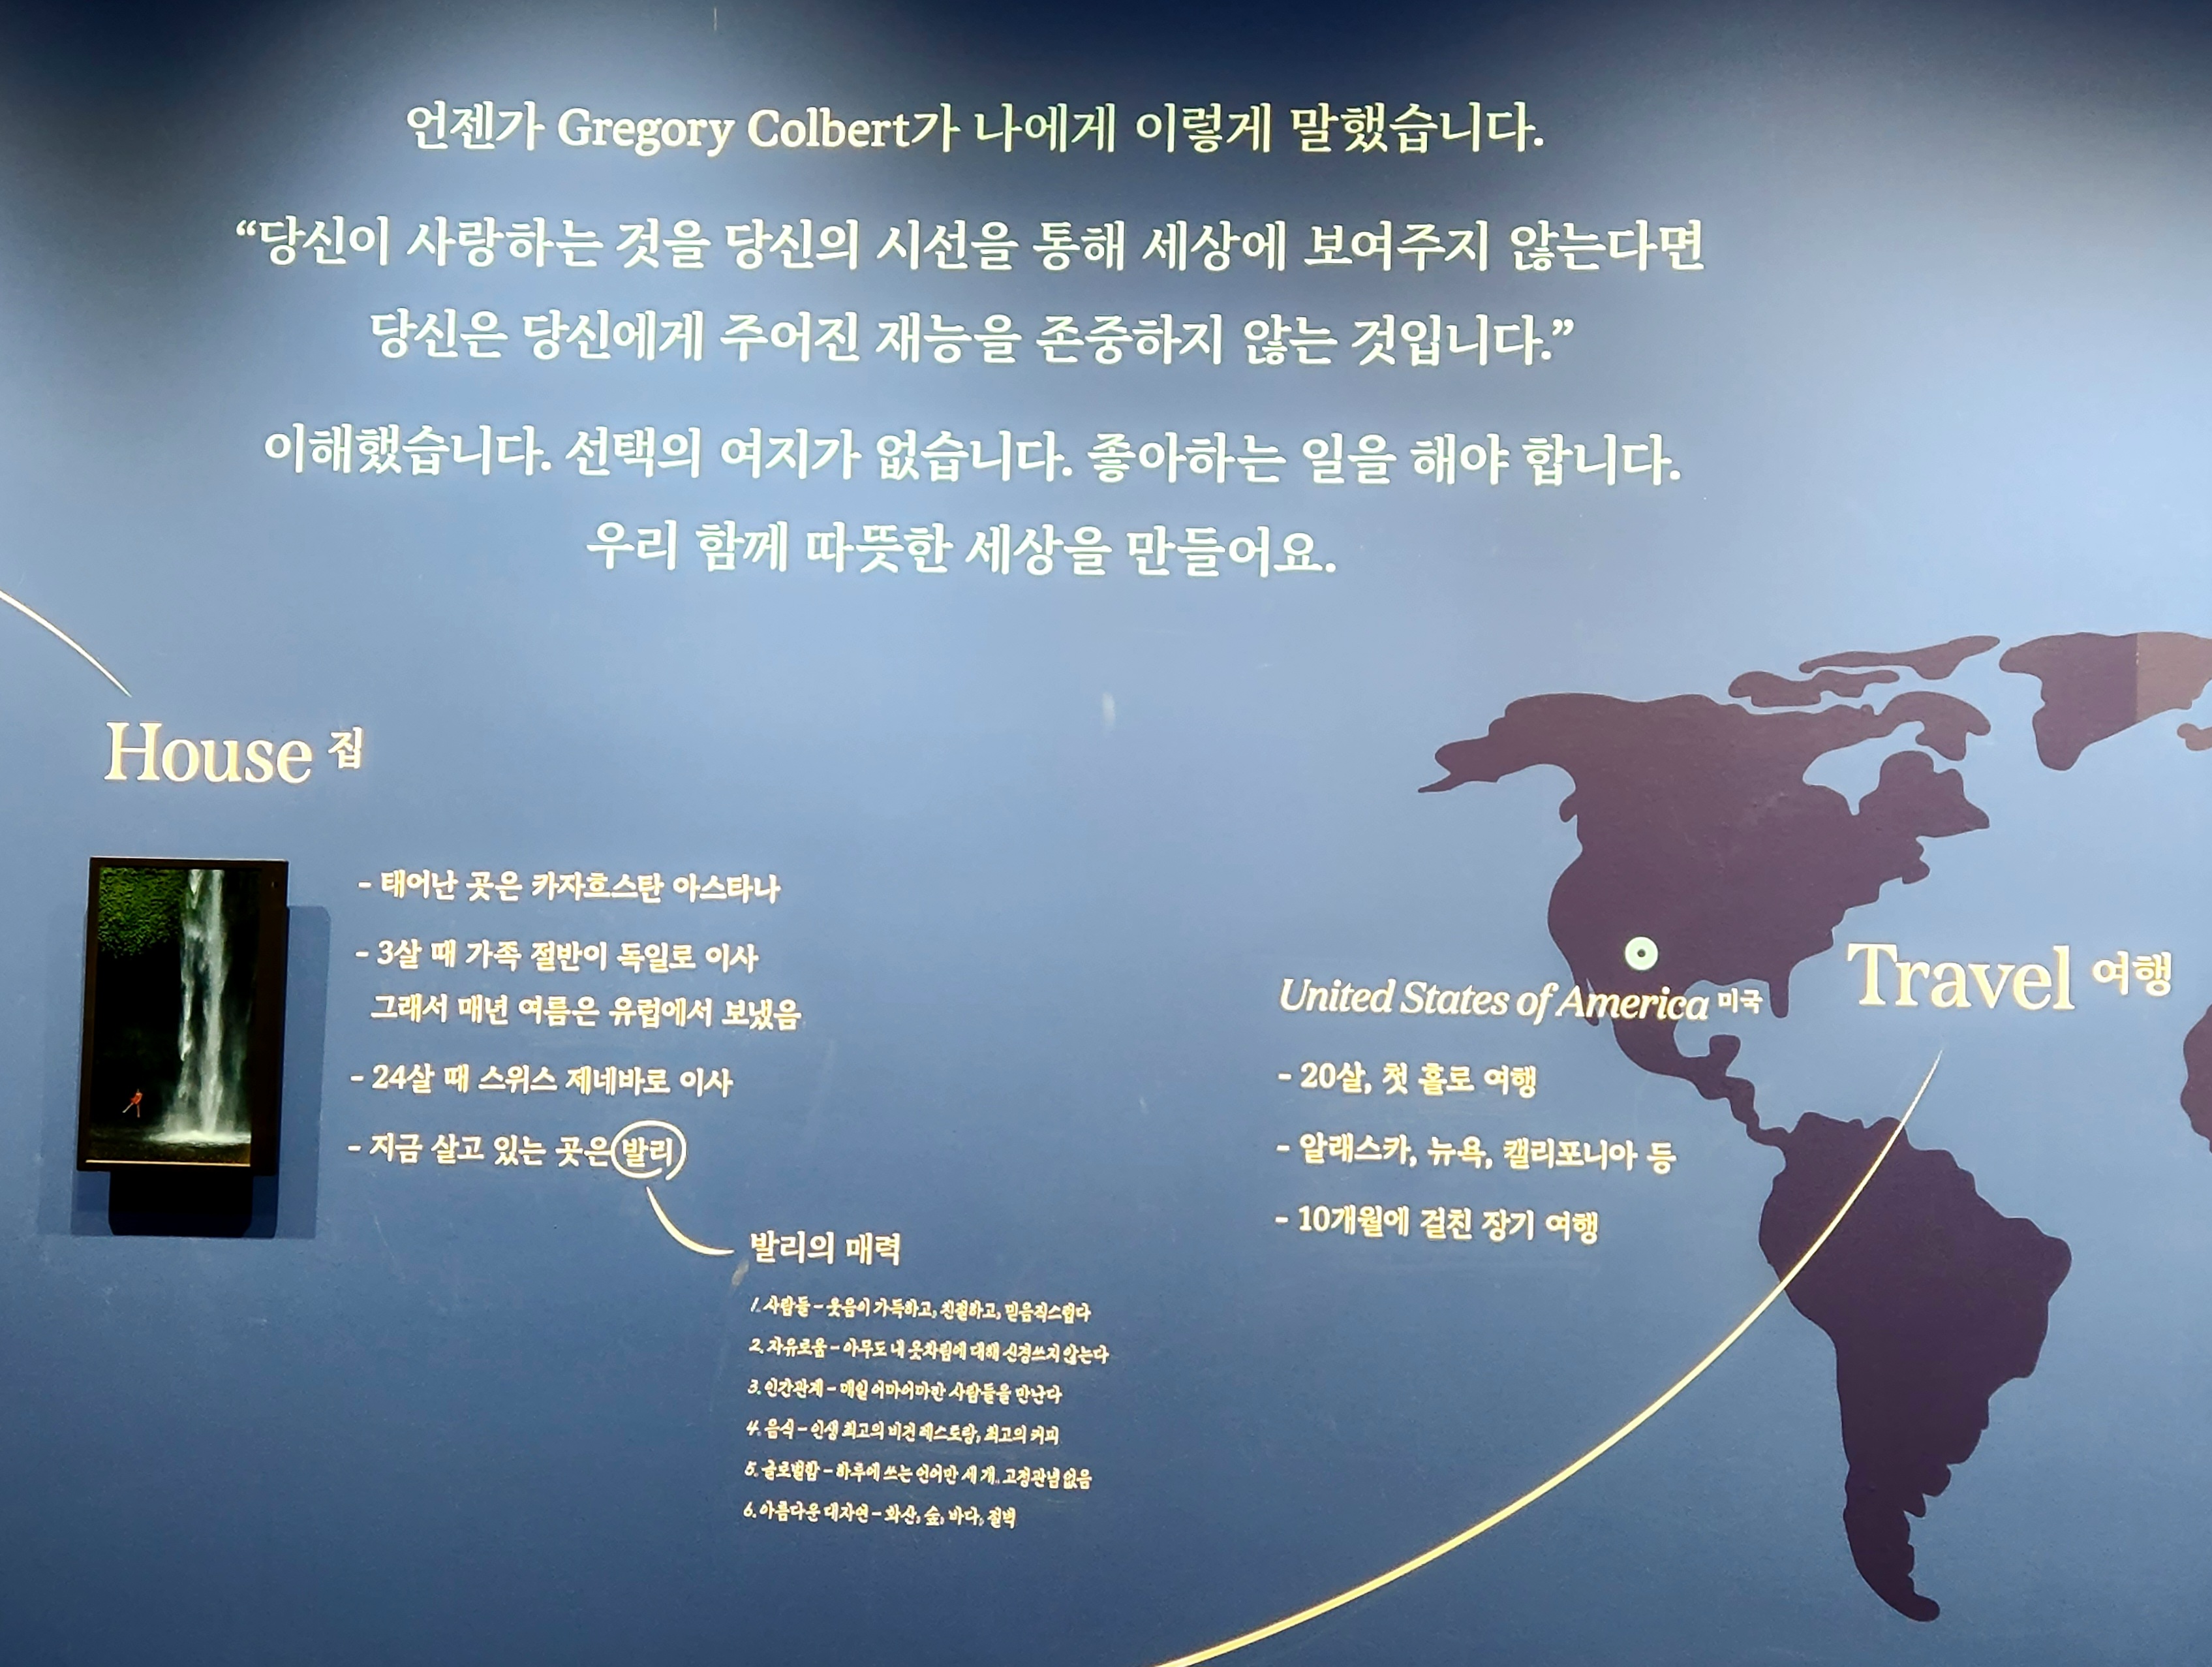 언젠가 Gregory Colbert가 나에게 이렇게 말했습니다.
“당신이 사랑하는 것을 당신의 시선을 통해 세상에 보여주지 않는다면
당신은 당신에게 주어진 재능을 존중하지 않는 것입니다.”
이해했습니다. 선택의 여지가 없습니다. 좋아하는 일을 해야 합니다.
우리 함께 따뜻한 세상을 만들어요.
House 집
- 태어난 곳은 카자흐스탄 아스타나
- 3살 때 가족 절반이 독일로 이사
그래서 매년 여름은 유럽에서 보냈음
- 24살 때 스위스 제네바로 이사
- 지금 살고 있는 곳은 발리
발리의 매력
1. 사람들 - 웃음이 가득하고, 친절하고, 믿음직스럽다
2. 자유로움 - 아무도 내 옷차림에 대해 신경쓰지 않는다
3. 인간관계 - 매일 어마어마한 사람들을 만난다
4. 음식 - 인생 최고의 비건 레스토랑, 최고의 커피
5. 글로벌함 - 하루에 쓰는 언어만 세 개. 고정관념 없음
6. 아름다운 대자연 - 화산, 숲, 바다, 절벽
Travel 여행
United States of America 미국
- 20살, 첫 홀로 여행
- 알래스카, 뉴욕, 캘리포니아 등
- 10개월에 걸친 장기 여행